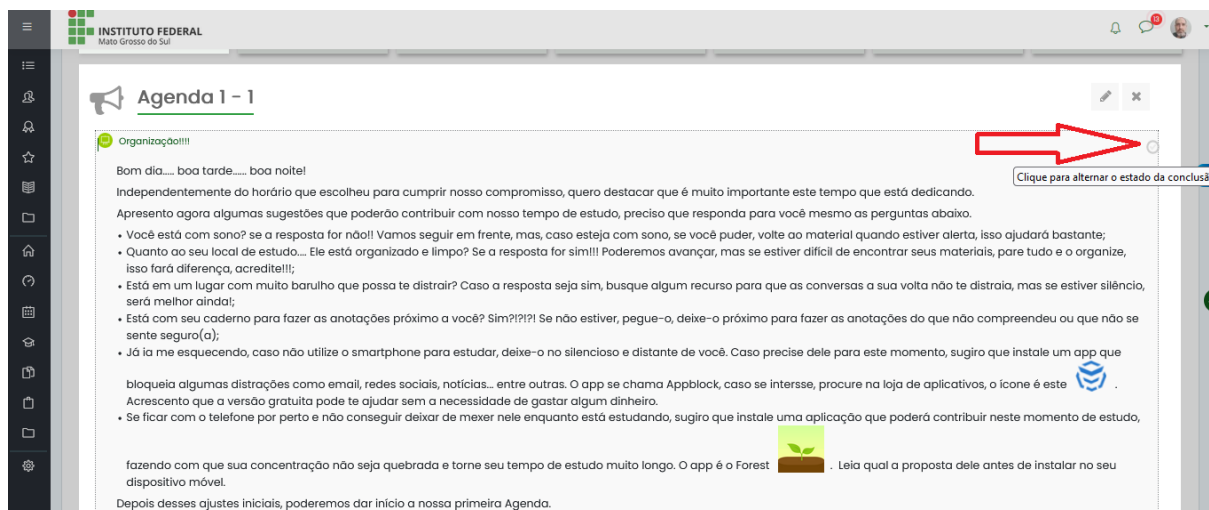 INSTITUTO FEDERAL
Mato Grosso do Sul
13
Agenda 1 - 1
Organização!!!!
Bom dia..... boa tarde...... boa noite!
Clique para alternar o estado da conclusã
Independentemente do horário que escolheu para cumprir nosso compromisso, quero destacar que é muito importante este tempo que está dedicando.
Apresento agora algumas sugestões que poderão contribuir com nosso tempo de estudo, preciso que responda para você mesmo as perguntas abaixo.
• Você está com sono? se a resposta for não!! Vamos seguir em frente, mas, caso esteja com sono, se você puder, volte ao material quando estiver alerta, isso ajudará bastante;
• Quanto ao seu local de estudo.... Ele está organizado e limpo? Se a resposta for sim!!! Poderemos avançar, mas se estiver difícil de encontrar seus materiais, pare tudo e o organize,
isso fará diferença, acredite!!!;
• Está em um lugar com muito barulho que possa te distrair? Caso a resposta seja sim, busque algum recurso para que as conversas a sua volta não te distraia, mas se estiver silêncio,
será melhor ainda!;
• Está com seu caderno para fazer as anotações próximo a você? Sim?!?!?! Se não estiver, pegue-o, deixe-o próximo para fazer as anotações do que não compreendeu ou que não se
sente seguro(a);
• Já ia me esquecendo, caso não utilize o smartphone para estudar, deixe-o no silencioso e distante de você. Caso precise dele para este momento, sugiro que instale um app que
bloqueia algumas distrações como email, redes sociais, notícias... entre outras. O app se chama Appblock, caso se intersse, procure na loja de aplicativos, o ícone é este .
Acrescento que a versão gratuita pode te ajudar sem a necessidade de gastar algum dinheiro.
• Se ficar com o telefone por perto e não conseguir deixar de mexer nele enquanto está estudando, sugiro que instale uma aplicação que poderá contribuir neste momento de estudo,
fazendo com que sua concentração não seja quebrada e torne seu tempo de estudo muito longo. O app é o Forest . Leia qual a proposta dele antes de instalar no seu
dispositivo móvel.
Depois desses ajustes iniciais, poderemos dar início a nossa primeira Agenda.